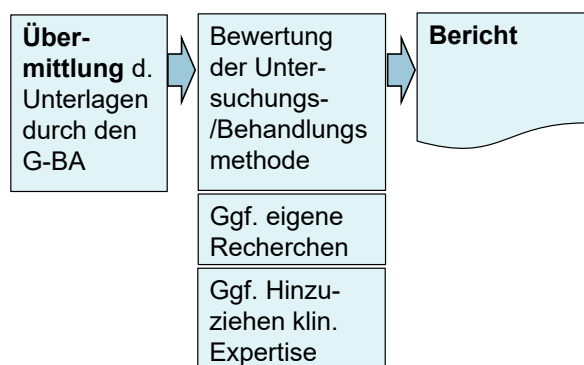 Über-
mittlung d.
Unterlagen
durch den
G-BA
Bewertung
der Unter-
suchungs-
/Behandlungs
methode
Ggf. eigene
Recherchen
Ggf. Hinzu-
ziehen klin.
Expertise
Bericht